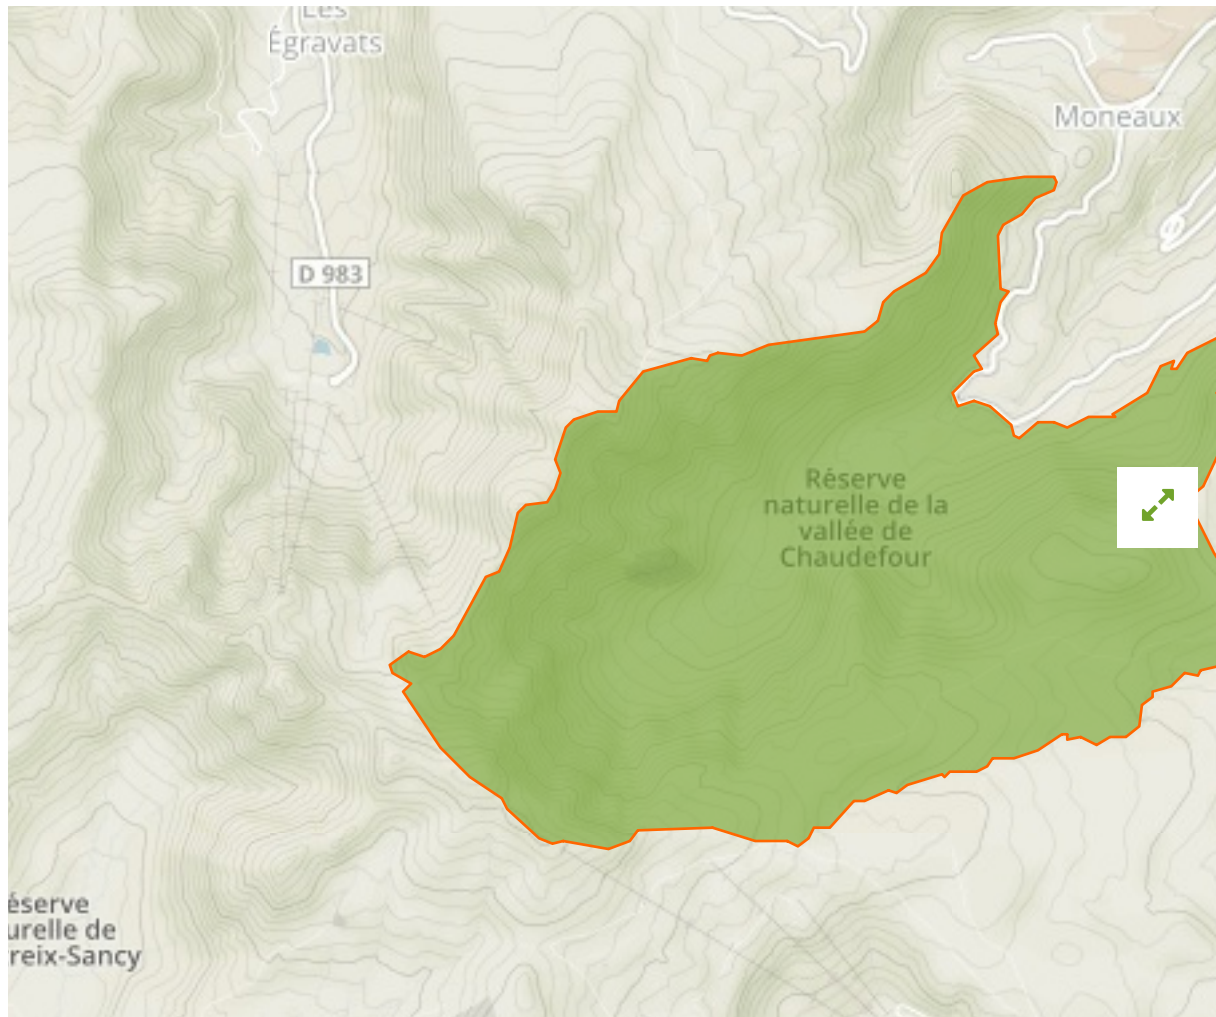 Les
Égravats
Moneaux
D 983
Réserve
naturelle de la
vallée de
Chaudefour
éserve
urelle de
reix-Sancy